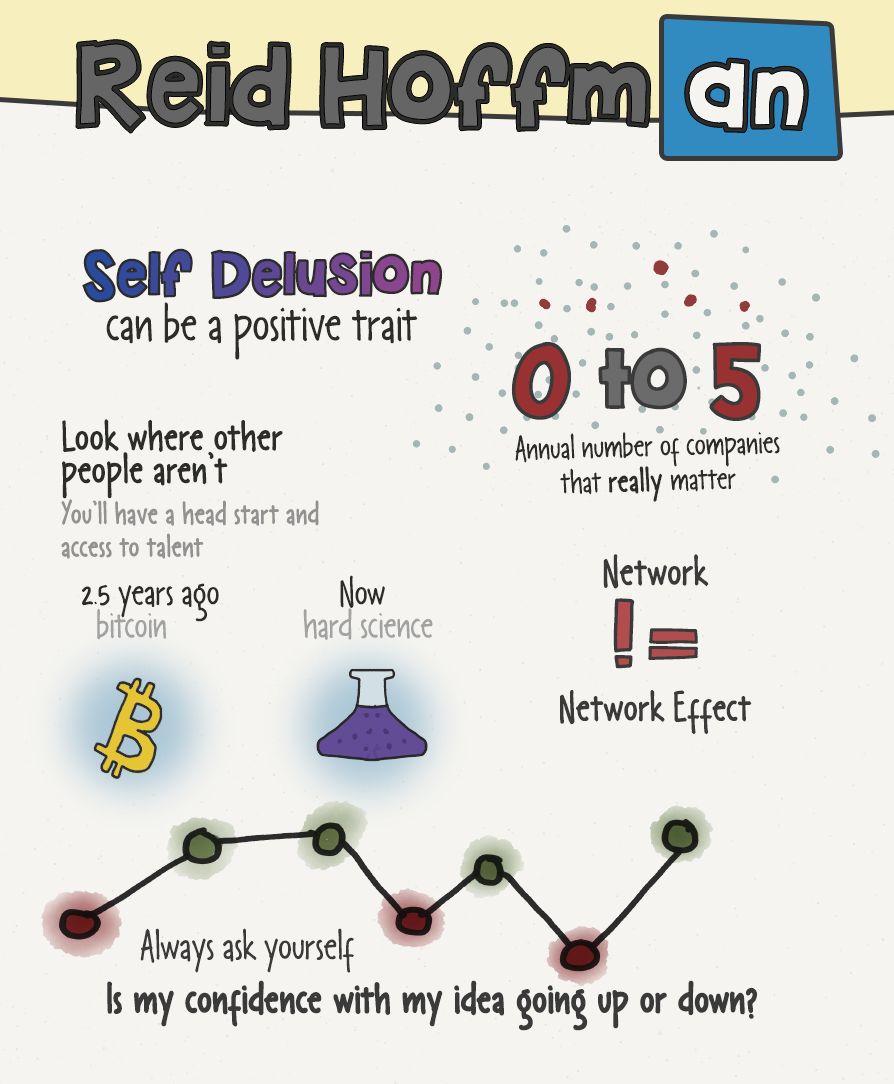 Reid Hoffman
Self Delusion
can be a positive trait
0 to 5
Annual number of companies
that really matter
Look where other
people aren't
You'll have a head start and
access to talent
2.5 years ago
bitcoin
Now
hard science
Network
!=
Network Effect
Always ask yourself
Is my confidence with my idea going up or down?